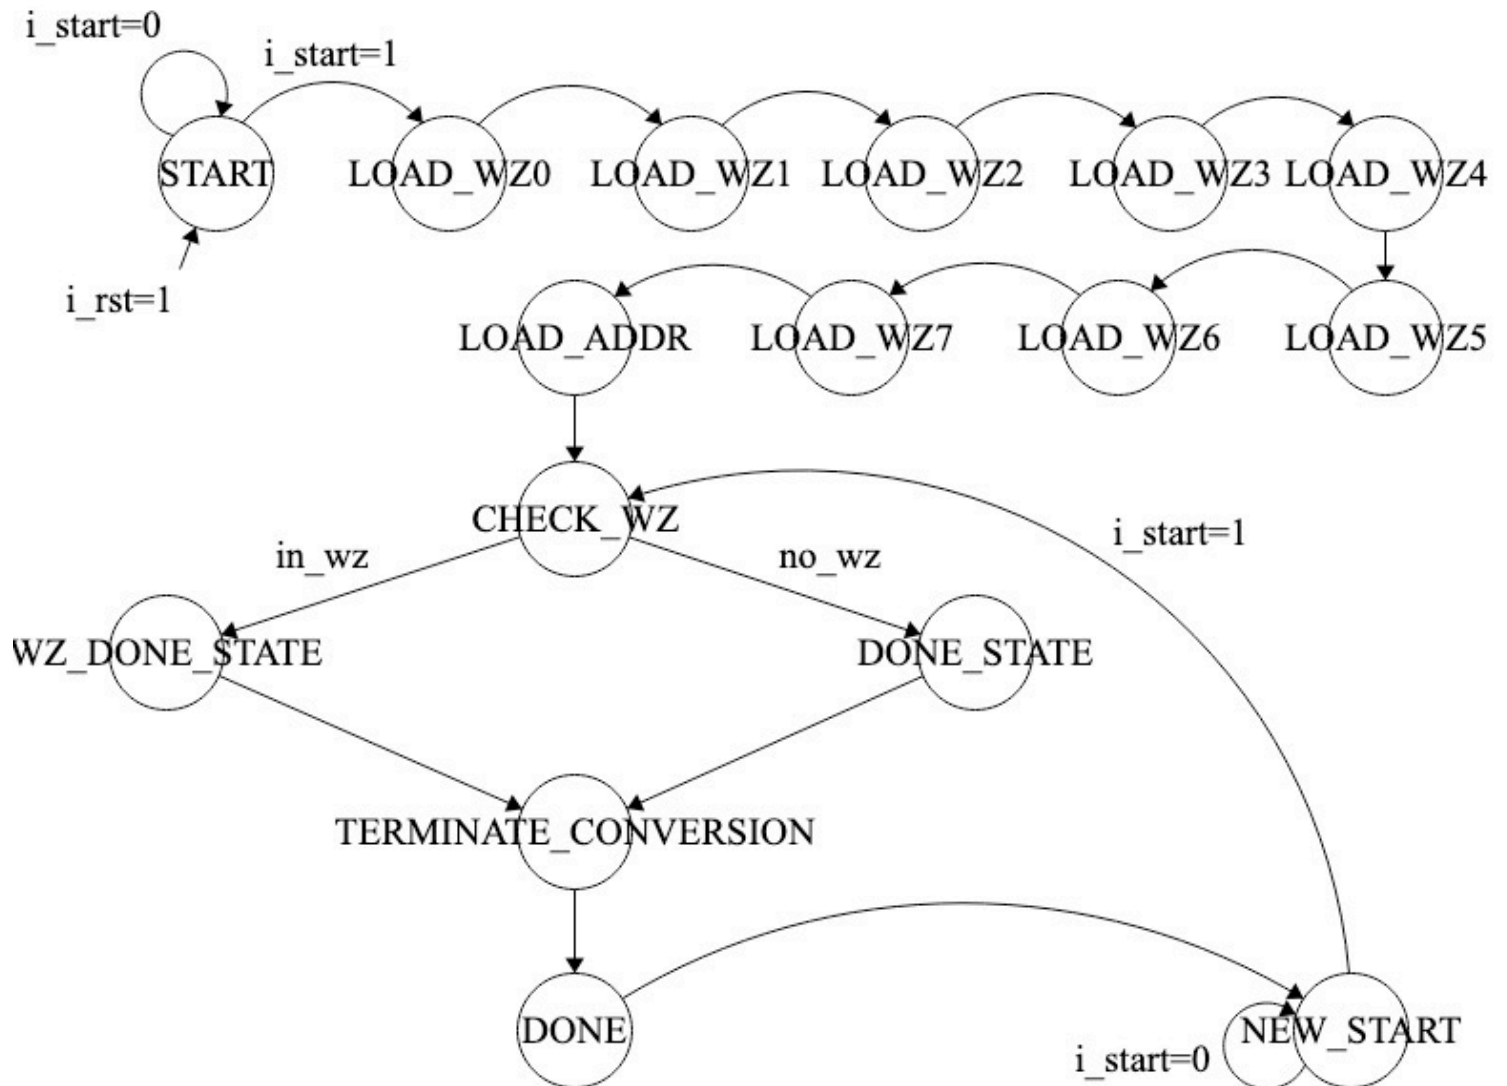 i_start=0
i_start=1
START
LOAD_WZ0
LOAD_WZ1
LOAD_WZ2
LOAD_WZ3
LOAD_WZ4
i_rst=1
LOAD_ADDR
LOAD_WZ7
LOAD_WZ6
LOAD_WZ5
CHECK_WZ
i_start=1
in_wz
no_wz
WZ_DONE_STATE
DONE_STATE
TERMINATE_CONVERSION
DONE
NEW_START
i_start=0